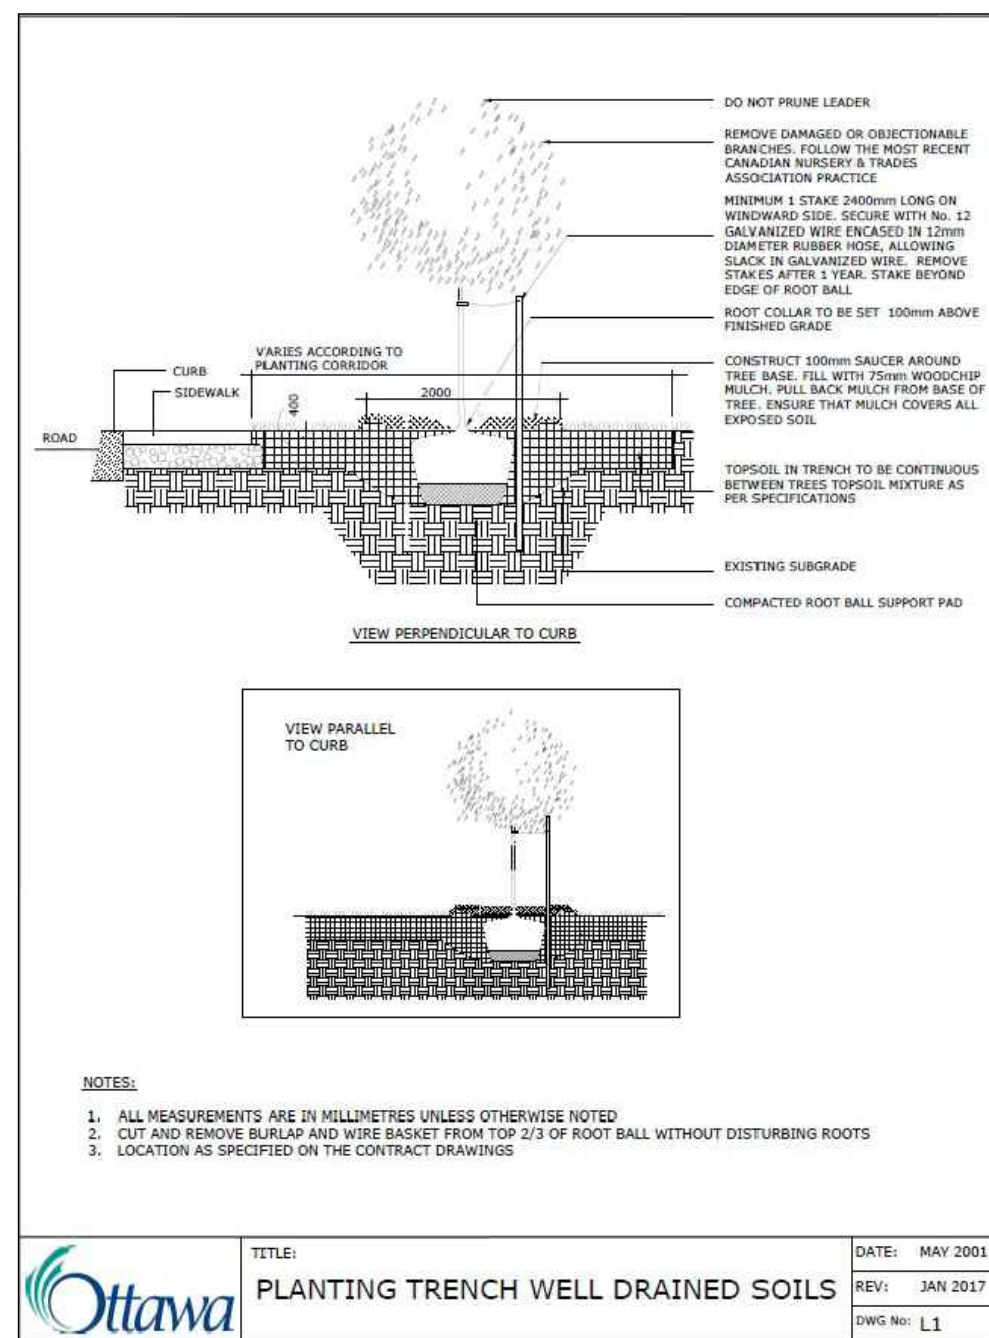 DO NOT PRUNE LEADER
REMOVE DAMAGED OR OBJECTIONABLE
BRANCHES. FOLLOW THE MOST RECENT
CANADIAN NURSERY & TRADES
ASSOCIATION PRACTICE
MINIMUM 1 STAKE 2400mm LONG ON
WINDWARD SIDE. SECURE WITH No. 12
GALVANIZED WIRE ENCASED IN 12mm
DIAMETER RUBBER HOSE, ALLOWING
SLACK IN GALVANIZED WIRE. REMOVE
STAKES AFTER 1 YEAR. STAKE BEYOND
EDGE OF ROOT BALL
ROOT COLLAR TO BE SET 100mm ABOVE
FINISHED GRADE
VARIES ACCORDING TO
PLANTING CORRIDOR
CURB
SIDEWALK
ROAD
400
2000
CONSTRUCT 100mm SAUCER AROUND
TREE BASE. FILL WITH 75mm WOODCHIP
MULCH. PULL BACK MULCH FROM BASE OF
TREE. ENSURE THAT MULCH COVERS ALL
EXPOSED SOIL
TOPSOIL IN TRENCH TO BE CONTINUOUS
BETWEEN TREES TOPSOIL MIXTURE AS
PER SPECIFICATIONS
EXISTING SUBGRADE
COMPACTED ROOT BALL SUPPORT PAD
VIEW PERPENDICULAR TO CURB
VIEW PARALLEL
TO CURB
NOTES:
1. ALL MEASUREMENTS ARE IN MILLIMETRES UNLESS OTHERWISE NOTED
2. CUT AND REMOVE BURLAP AND WIRE BASKET FROM TOP 2/3 OF ROOT BALL WITHOUT DISTURBING ROOTS
3. LOCATION AS SPECIFIED ON THE CONTRACT DRAWINGS
Ottawa
TITLE:
PLANTING TRENCH WELL DRAINED SOILS
DATE: MAY 2001
REV: JAN 2017
DWG No: L1